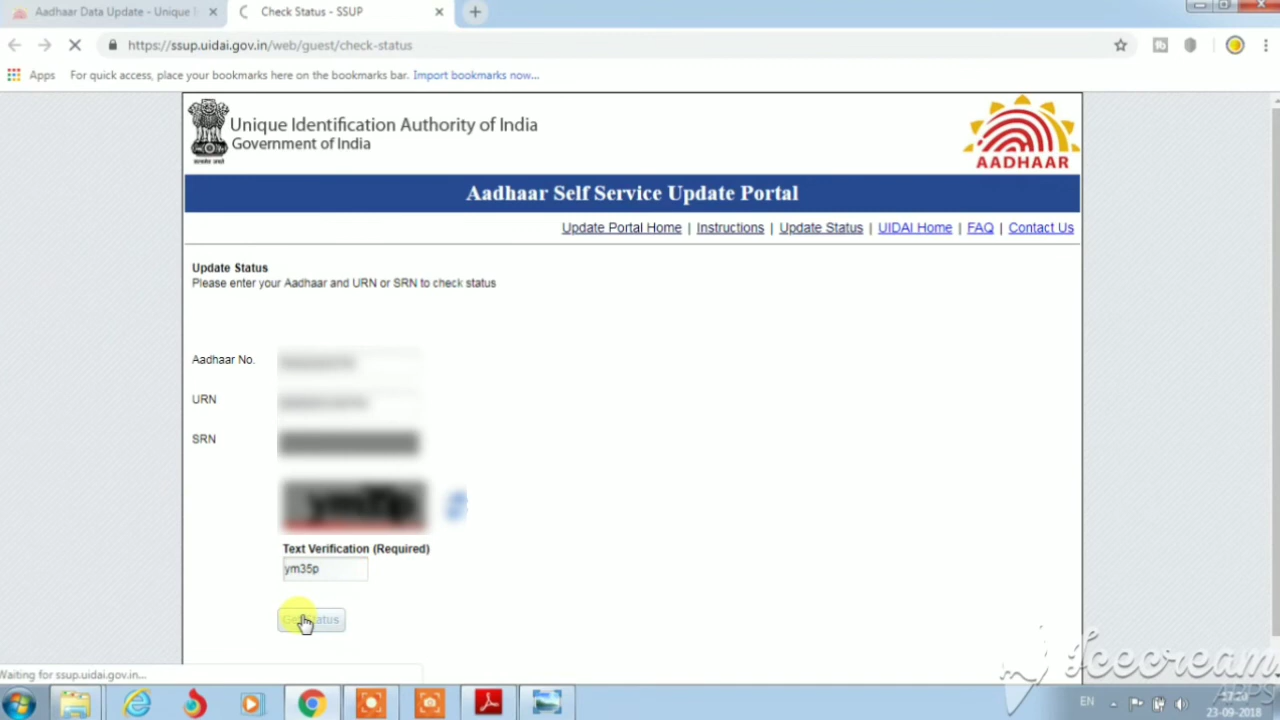 Aadhaar Data Update - Unique
Check Status - SSUP
https://ssup.uidai.gov.in/web/guest/check-status
Apps For quick access, place your bookmarks here on the bookmarks bar. Import bookmarks now...
Unique Identification Authority of India
Government of India
AADHAAR
Aadhaar Self Service Update Portal
Update Portal Home | Instructions | Update Status | UIDAI Home | FAQ | Contact Us
Update Status
Please enter your Aadhaar and URN or SRN to check status
Aadhaar No.
URN
SRN
Text Verification (Required)
ym35p
Get Status
Waiting for ssup.uidai.gov.in...
Icecream
APPS
EN
23-09-2018